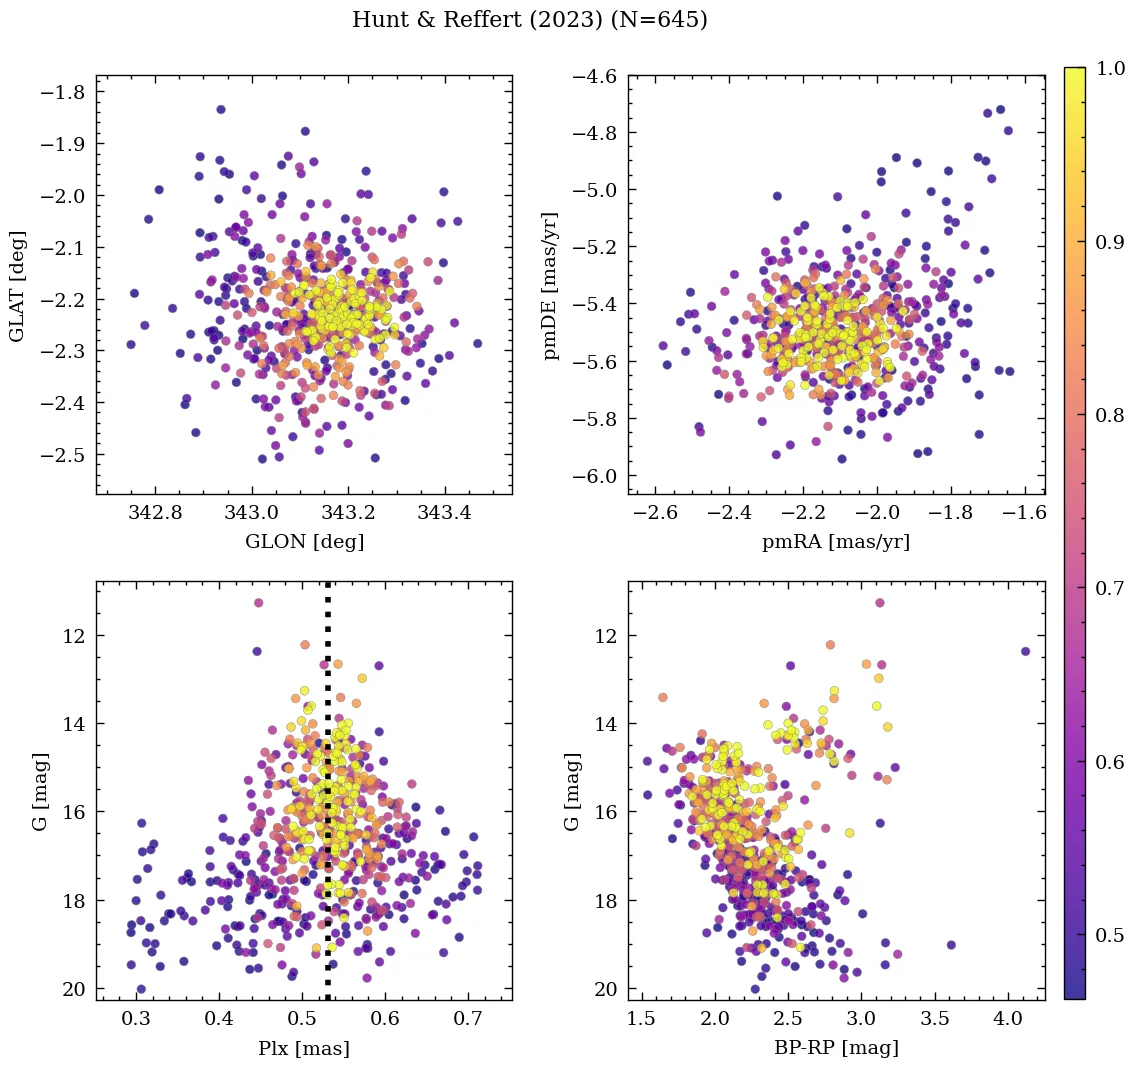 Hunt & Reffert (2023) (N=645)
−1.8
−1.9
−2.0
−2.1
−2.2
−2.3
−2.4
−2.5
GLAT [deg]
342.8 343.0 343.2 343.4
GLON [deg]
−4.6
−4.8
−5.0
−5.2
−5.4
−5.6
−5.8
−6.0
pmDE [mas/yr]
−2.6 −2.4 −2.2 −2.0 −1.8 −1.6
pmRA [mas/yr]
12
14
16
18
20
G [mag]
0.3 0.4 0.5 0.6 0.7
Plx [mas]
12
14
16
18
20
G [mag]
1.5 2.0 2.5 3.0 3.5 4.0
BP-RP [mag]
1.0
0.9
0.8
0.7
0.6
0.5